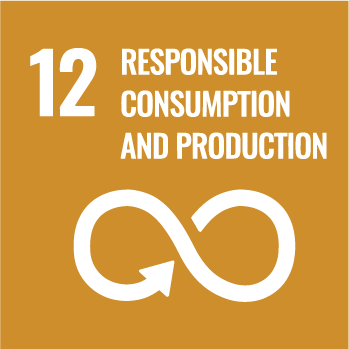 12 RESPONSIBLE
CONSUMPTION
AND PRODUCTION